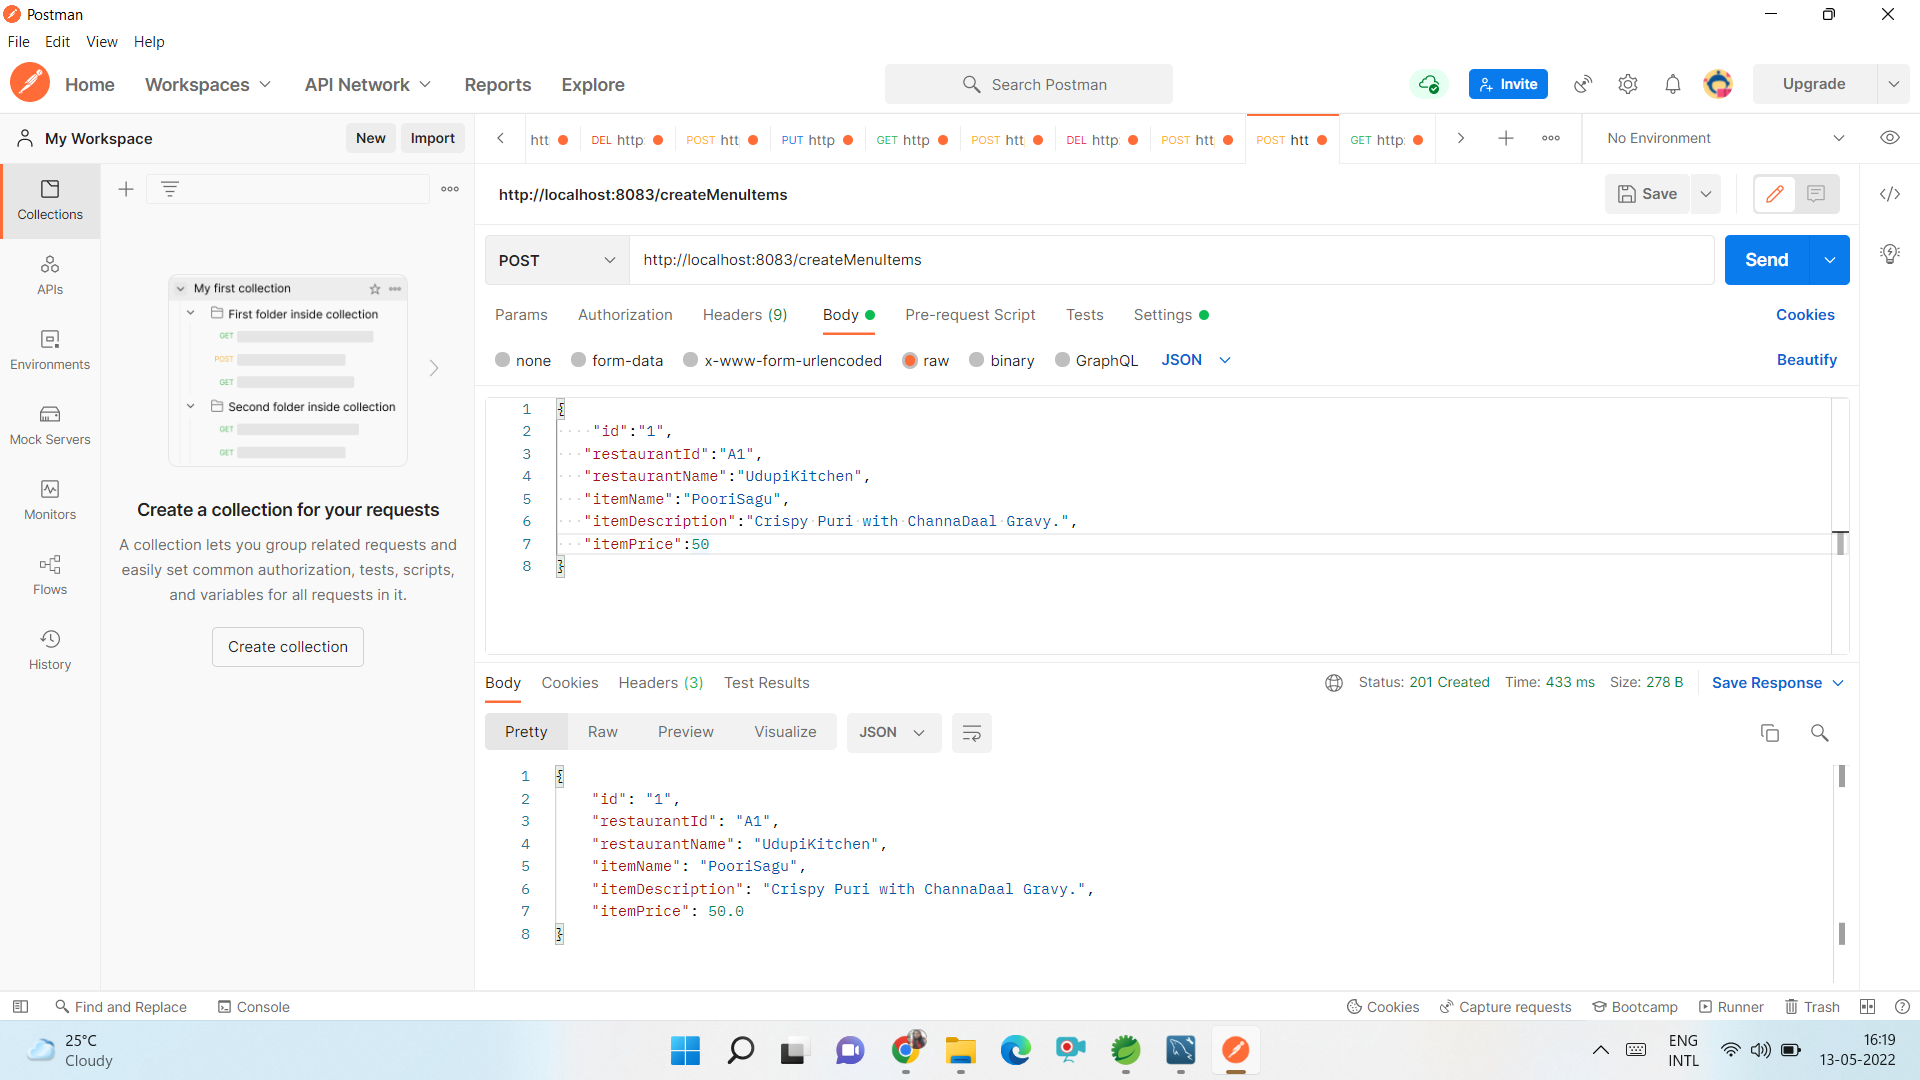 Postman
File Edit View Help
Home Workspaces API Network Reports Explore Search Postman Invite Upgrade
My Workspace New Import htt DEL http POST htt PUT http GET http POST htt DEL http POST htt POST htt GET http: No Environment
Collections
APIs
Environments
Mock Servers
Monitors
Flows
History
My first collection
First folder inside collection
GET
POST
GET
Second folder inside collection
GET
GET
Create a collection for your requests
A collection lets you group related requests and
easily set common authorization, tests, scripts,
and variables for all requests in it.
Create collection
http://localhost:8083/createMenuItems Save
POST http://localhost:8083/createMenuItems Send
Params Authorization Headers (9) Body Pre-request Script Tests Settings Cookies
none form-data x-www-form-urlencoded raw binary GraphQL JSON Beautify
1 {
2 "id":"1",
3 "restaurantId":"A1",
4 "restaurantName":"UdupiKitchen",
5 "itemName":"PooriSagu",
6 "itemDescription":"Crispy Puri with ChannaDaal Gravy.",
7 "itemPrice":50
8 }
Body Cookies Headers (3) Test Results Status: 201 Created Time: 433 ms Size: 278 B Save Response
Pretty Raw Preview Visualize JSON
1 {
2 "id": "1",
3 "restaurantId": "A1",
4 "restaurantName": "UdupiKitchen",
5 "itemName": "PooriSagu",
6 "itemDescription": "Crispy Puri with ChannaDaal Gravy.",
7 "itemPrice": 50.0
8 }
Find and Replace Console Cookies Capture requests Bootcamp Runner Trash
25°C
Cloudy
ENG
INTL
16:19
13-05-2022